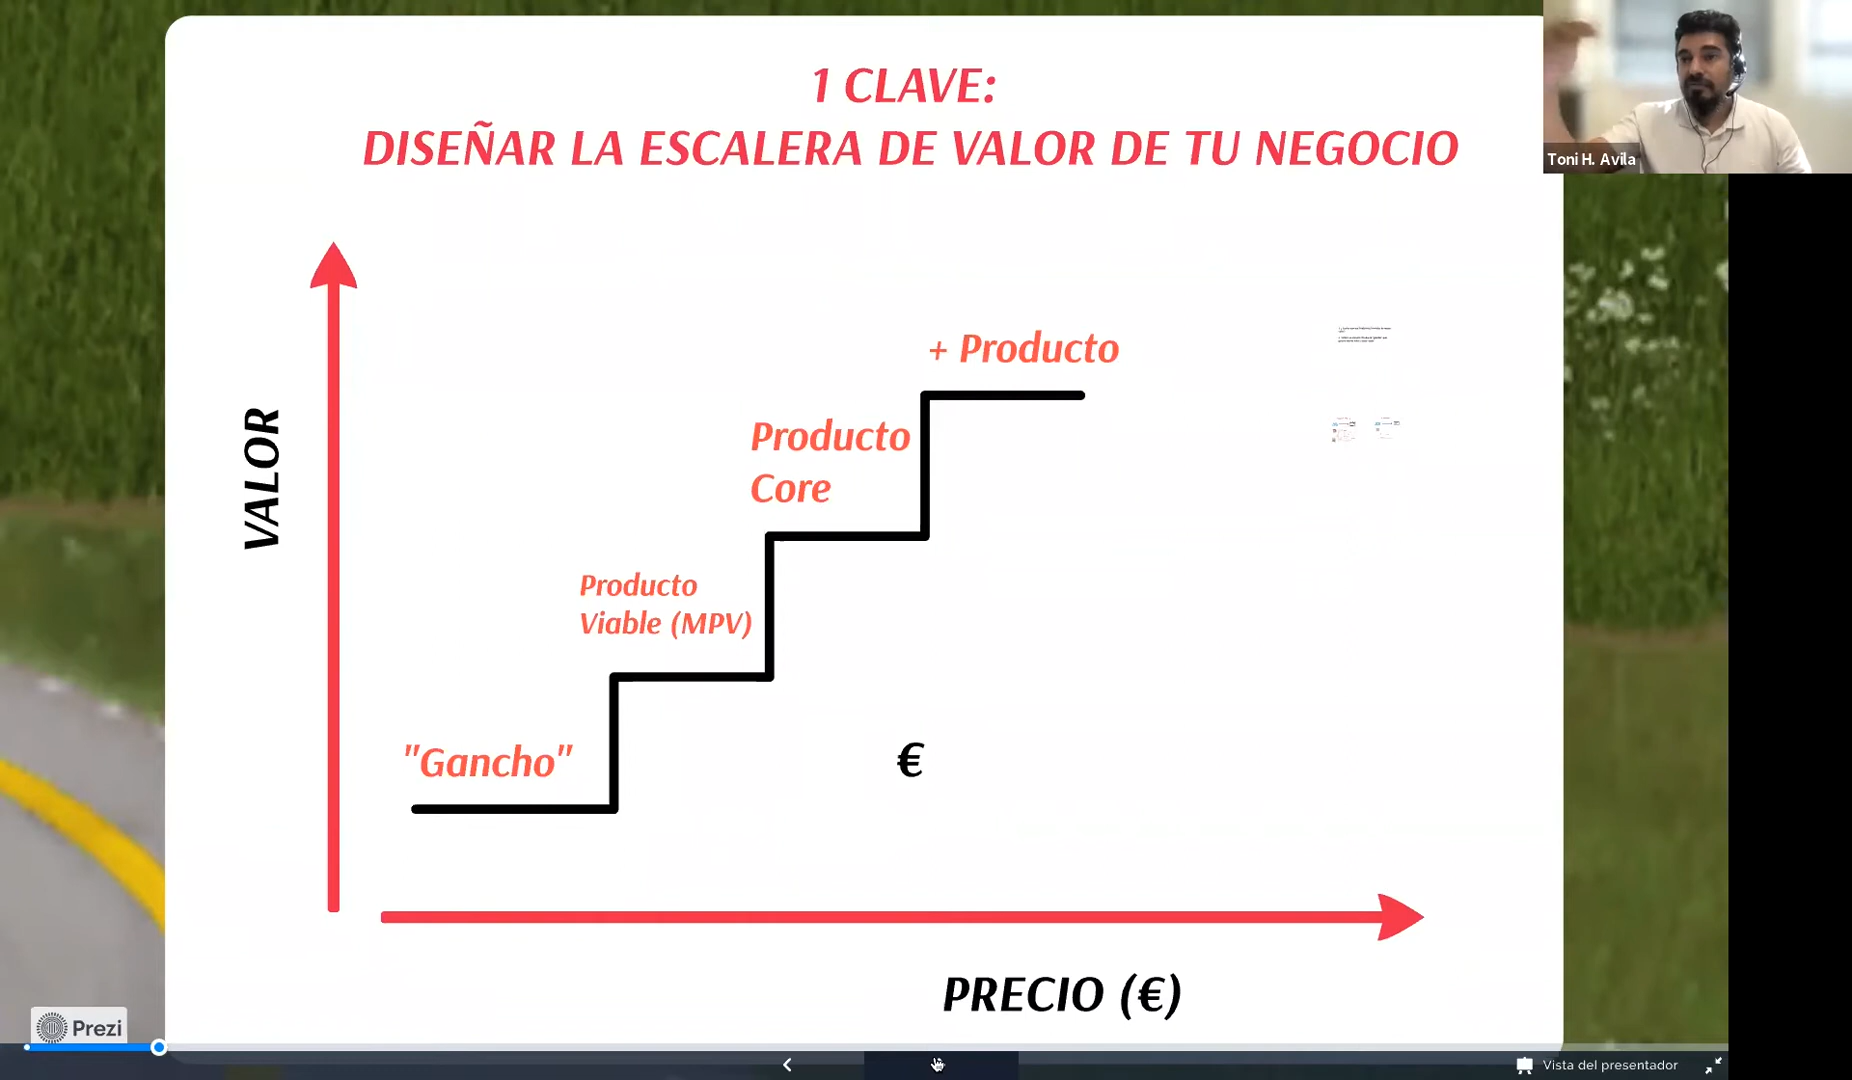 1 CLAVE:
DISEÑAR LA ESCALERA DE VALOR DE TU NEGOCIO
Toni H. Avila
VALOR
+ Producto
Producto
Core
Producto
Viable (MPV)
"Gancho"
€
PRECIO (€)
Prezi
Vista del presentador